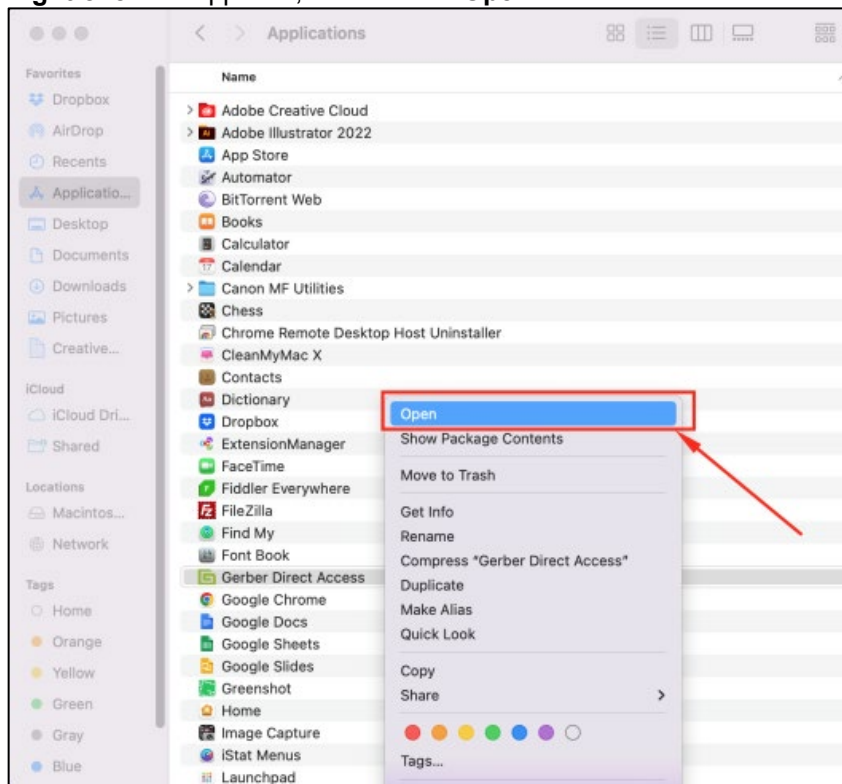 Applications
Favorites
Dropbox
AirDrop
Recents
Applicatio...
Desktop
Documents
Downloads
Pictures
Creative...
iCloud
iCloud Dri...
Shared
Locations
Macintos...
Network
Tags
Home
Orange
Yellow
Green
Gray
Blue
Name
Adobe Creative Cloud
Adobe Illustrator 2022
App Store
Automator
BitTorrent Web
Books
Calculator
Calendar
Canon MF Utilities
Chess
Chrome Remote Desktop Host Uninstaller
CleanMyMac X
Contacts
Dictionary
Dropbox
ExtensionManager
FaceTime
Fiddler Everywhere
FileZilla
Find My
Font Book
Gerber Direct Access
Google Chrome
Google Docs
Google Sheets
Google Slides
Greenshot
Home
Image Capture
iStat Menus
Launchpad
Open
Show Package Contents
Move to Trash
Get Info
Rename
Compress "Gerber Direct Access"
Duplicate
Make Alias
Quick Look
Copy
Share
Tags...